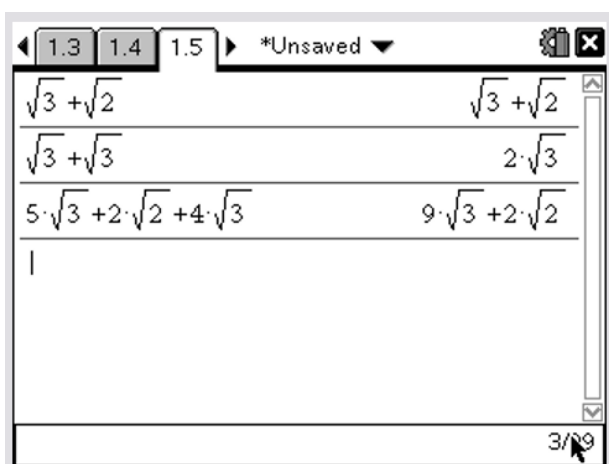 1.3 1.4 1.5 *Unsaved
√3 +√2 √3 +√2
√3 +√3 2·√3
5·√3 +2·√2 +4·√3 9·√3 +2·√2